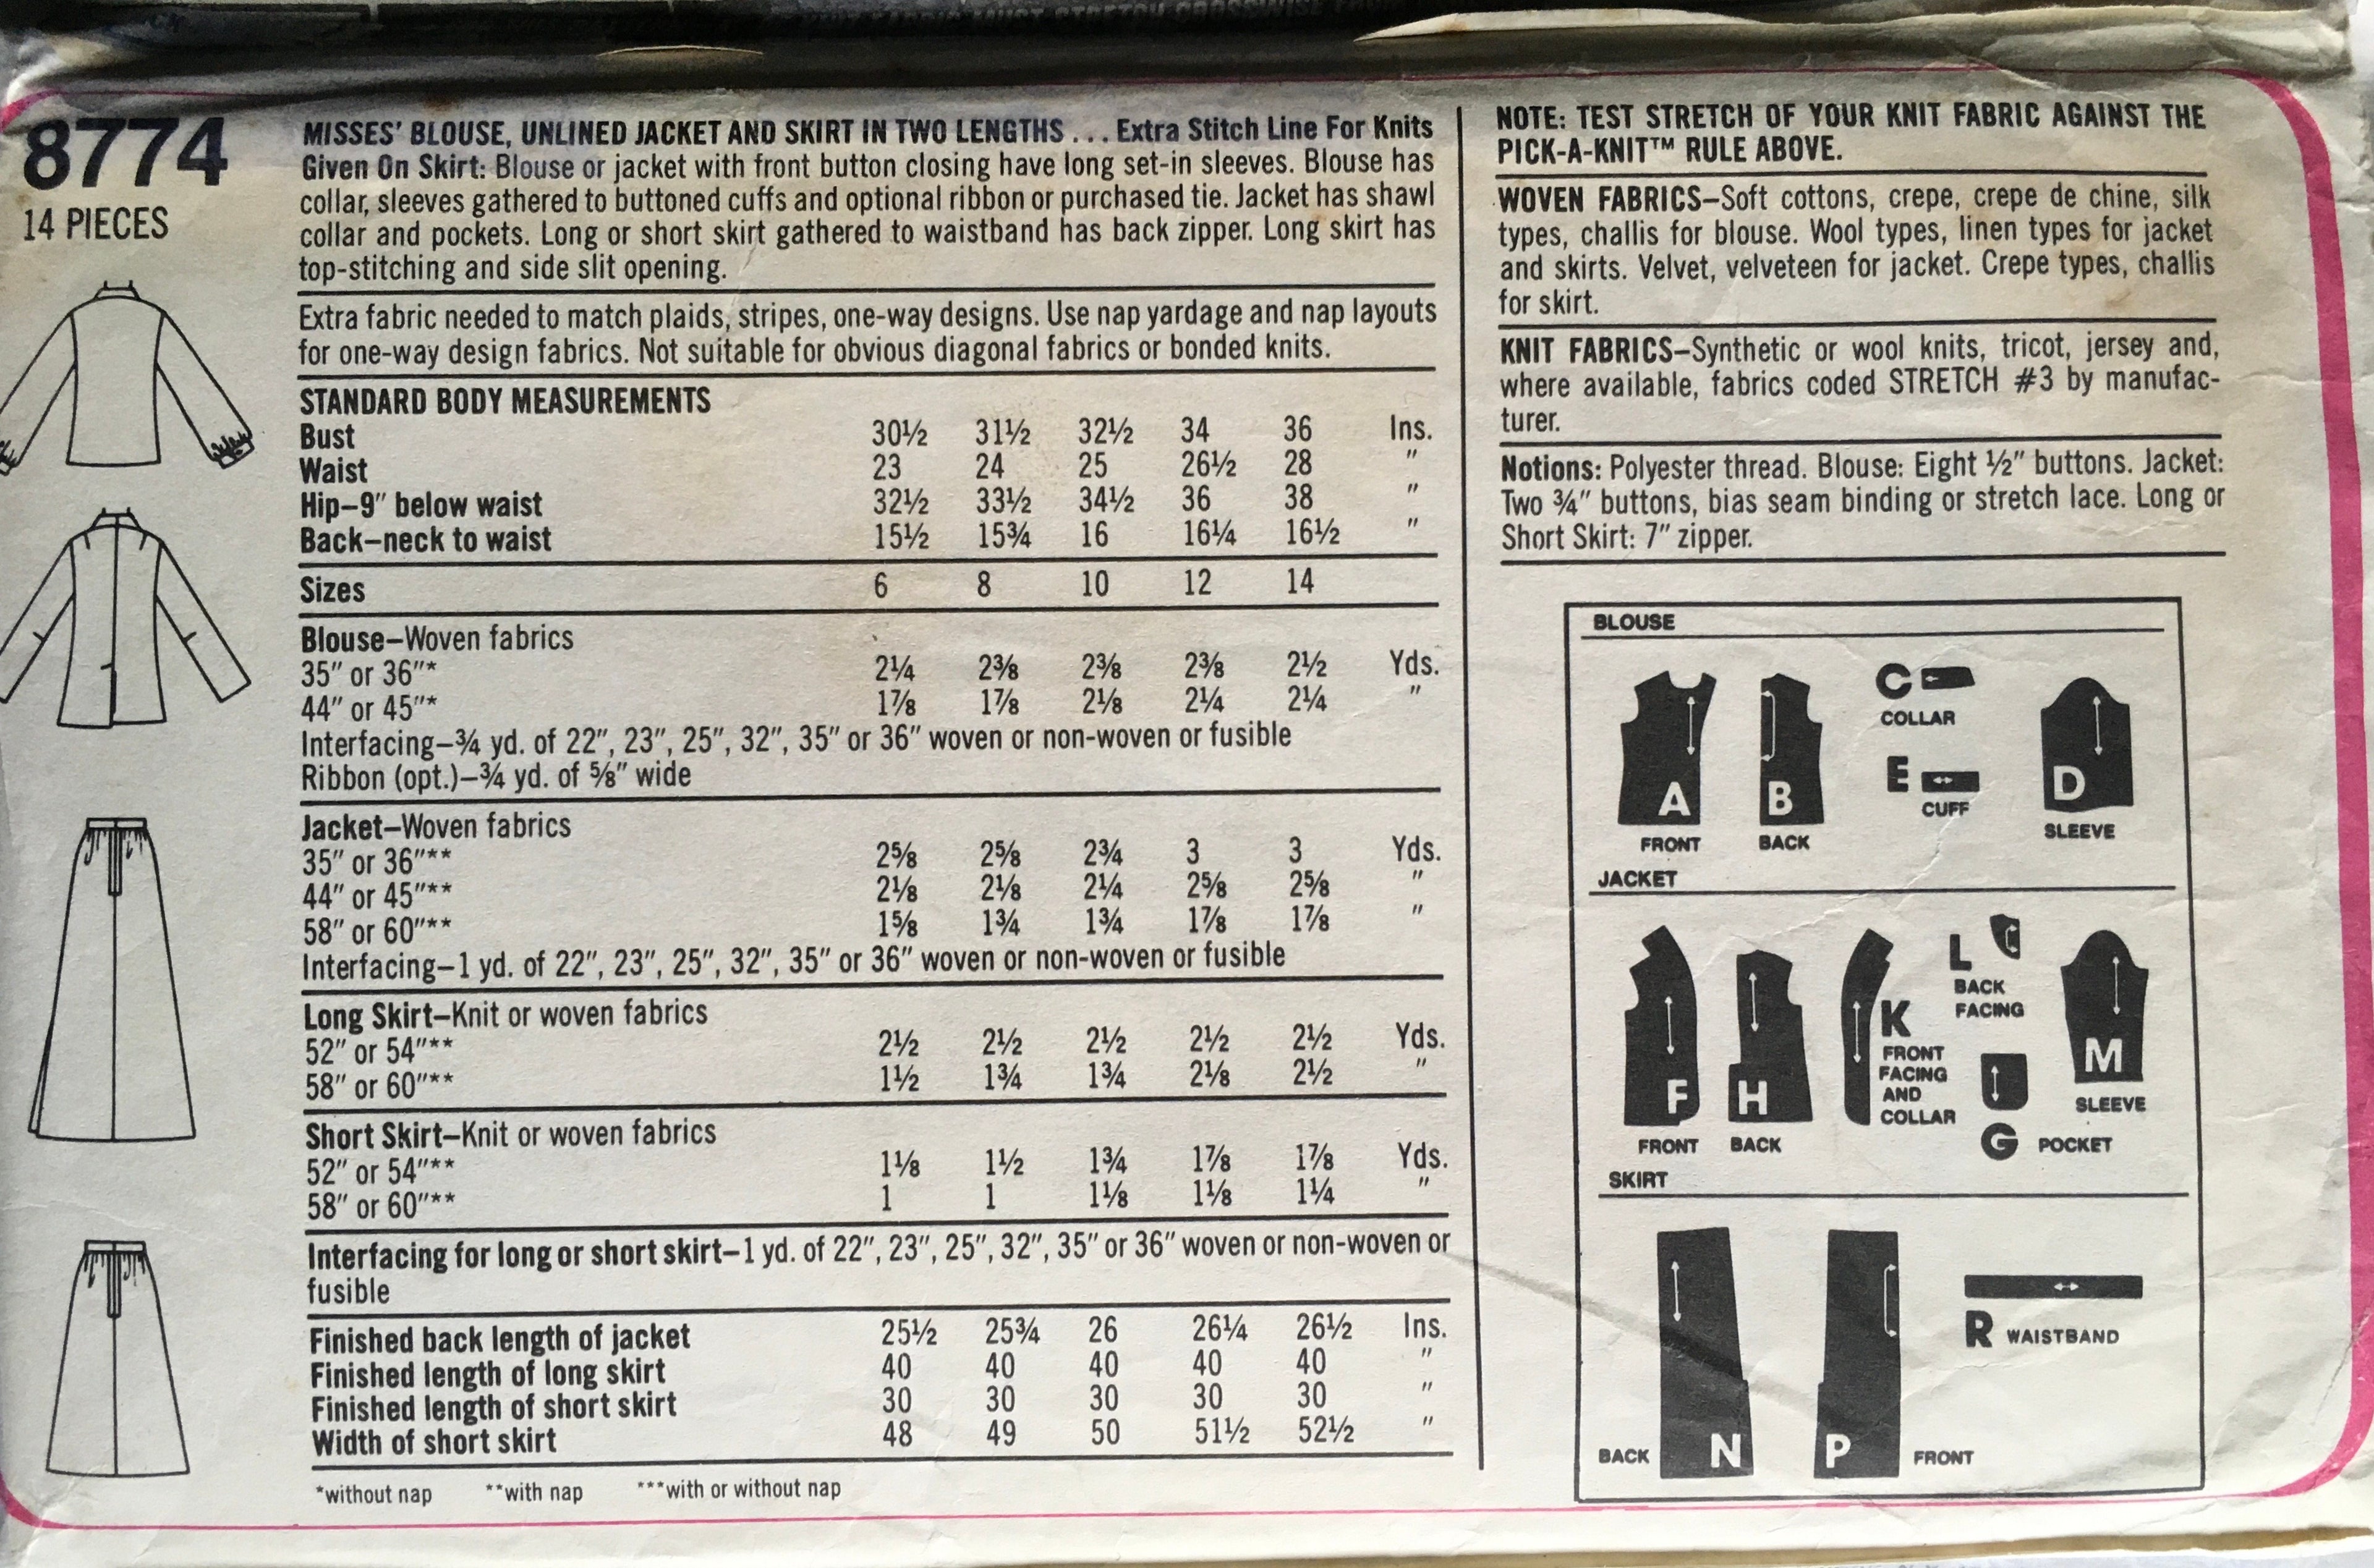 MUST STRETCH CROSSWISE FROM
8774
14 PIECES
MISSES' BLOUSE, UNLINED JACKET AND SKIRT IN TWO LENGTHS . . . Extra Stitch Line For Knits
Given On Skirt: Blouse or jacket with front button closing have long set-in sleeves. Blouse has
collar, sleeves gathered to buttoned cuffs and optional ribbon or purchased tie. Jacket has shawl
collar and pockets. Long or short skirt gathered to waistband has back zipper. Long skirt has
top-stitching and side slit opening.
Extra fabric needed to match plaids, stripes, one-way designs. Use nap yardage and nap layouts
for one-way design fabrics. Not suitable for obvious diagonal fabrics or bonded knits.
STANDARD BODY MEASUREMENTS
Bust 30½ 31½ 32½ 34 36 Ins.
Waist 23 24 25 26½ 28 "
Hip–9" below waist 32½ 33½ 34½ 36 38 "
Back–neck to waist 15½ 15¾ 16 16¼ 16½ "
Sizes 6 8 10 12 14
Blouse–Woven fabrics
35" or 36"* 2¼ 2⅜ 2⅜ 2⅜ 2½ Yds.
44" or 45"* 1⅞ 1⅞ 2⅛ 2¼ 2¼ "
Interfacing–¾ yd. of 22", 23", 25", 32", 35" or 36" woven or non-woven or fusible
Ribbon (opt.)–¾ yd. of ⅝" wide
Jacket–Woven fabrics
35" or 36"** 2⅝ 2⅝ 2¾ 3 3 Yds.
44" or 45"** 2⅛ 2⅛ 2¼ 2⅝ 2⅝ "
58" or 60"** 1⅝ 1¾ 1¾ 1⅞ 1⅞ "
Interfacing–1 yd. of 22", 23", 25", 32", 35" or 36" woven or non-woven or fusible
Long Skirt–Knit or woven fabrics
52" or 54"** 2½ 2½ 2½ 2½ 2½ Yds.
58" or 60"** 1½ 1¾ 1¾ 2⅛ 2½ "
Short Skirt–Knit or woven fabrics
52" or 54"** 1⅛ 1½ 1¾ 1⅞ 1⅞ Yds.
58" or 60"** 1 1 1⅛ 1⅛ 1¼ "
Interfacing for long or short skirt–1 yd. of 22", 23", 25", 32", 35" or 36" woven or non-woven or
fusible
Finished back length of jacket 25½ 25¾ 26 26¼ 26½ Ins.
Finished length of long skirt 40 40 40 40 40 "
Finished length of short skirt 30 30 30 30 30 "
Width of short skirt 48 49 50 51½ 52½ "
*without nap **with nap ***with or without nap
NOTE: TEST STRETCH OF YOUR KNIT FABRIC AGAINST THE
PICK-A-KNIT™ RULE ABOVE.
WOVEN FABRICS–Soft cottons, crepe, crepe de chine, silk
types, challis for blouse. Wool types, linen types for jacket
and skirts. Velvet, velveteen for jacket. Crepe types, challis
for skirt.
KNIT FABRICS–Synthetic or wool knits, tricot, jersey and,
where available, fabrics coded STRETCH #3 by manufac-
turer.
Notions: Polyester thread. Blouse: Eight ½" buttons. Jacket:
Two ¾" buttons, bias seam binding or stretch lace. Long or
Short Skirt: 7" zipper.
BLOUSE
A
FRONT
B
BACK
C
COLLAR
E
CUFF
D
SLEEVE
JACKET
F
FRONT
H
BACK
K
FRONT
FACING
AND
COLLAR
L
BACK
FACING
G POCKET
M
SLEEVE
SKIRT
BACK N
P FRONT
R WAISTBAND